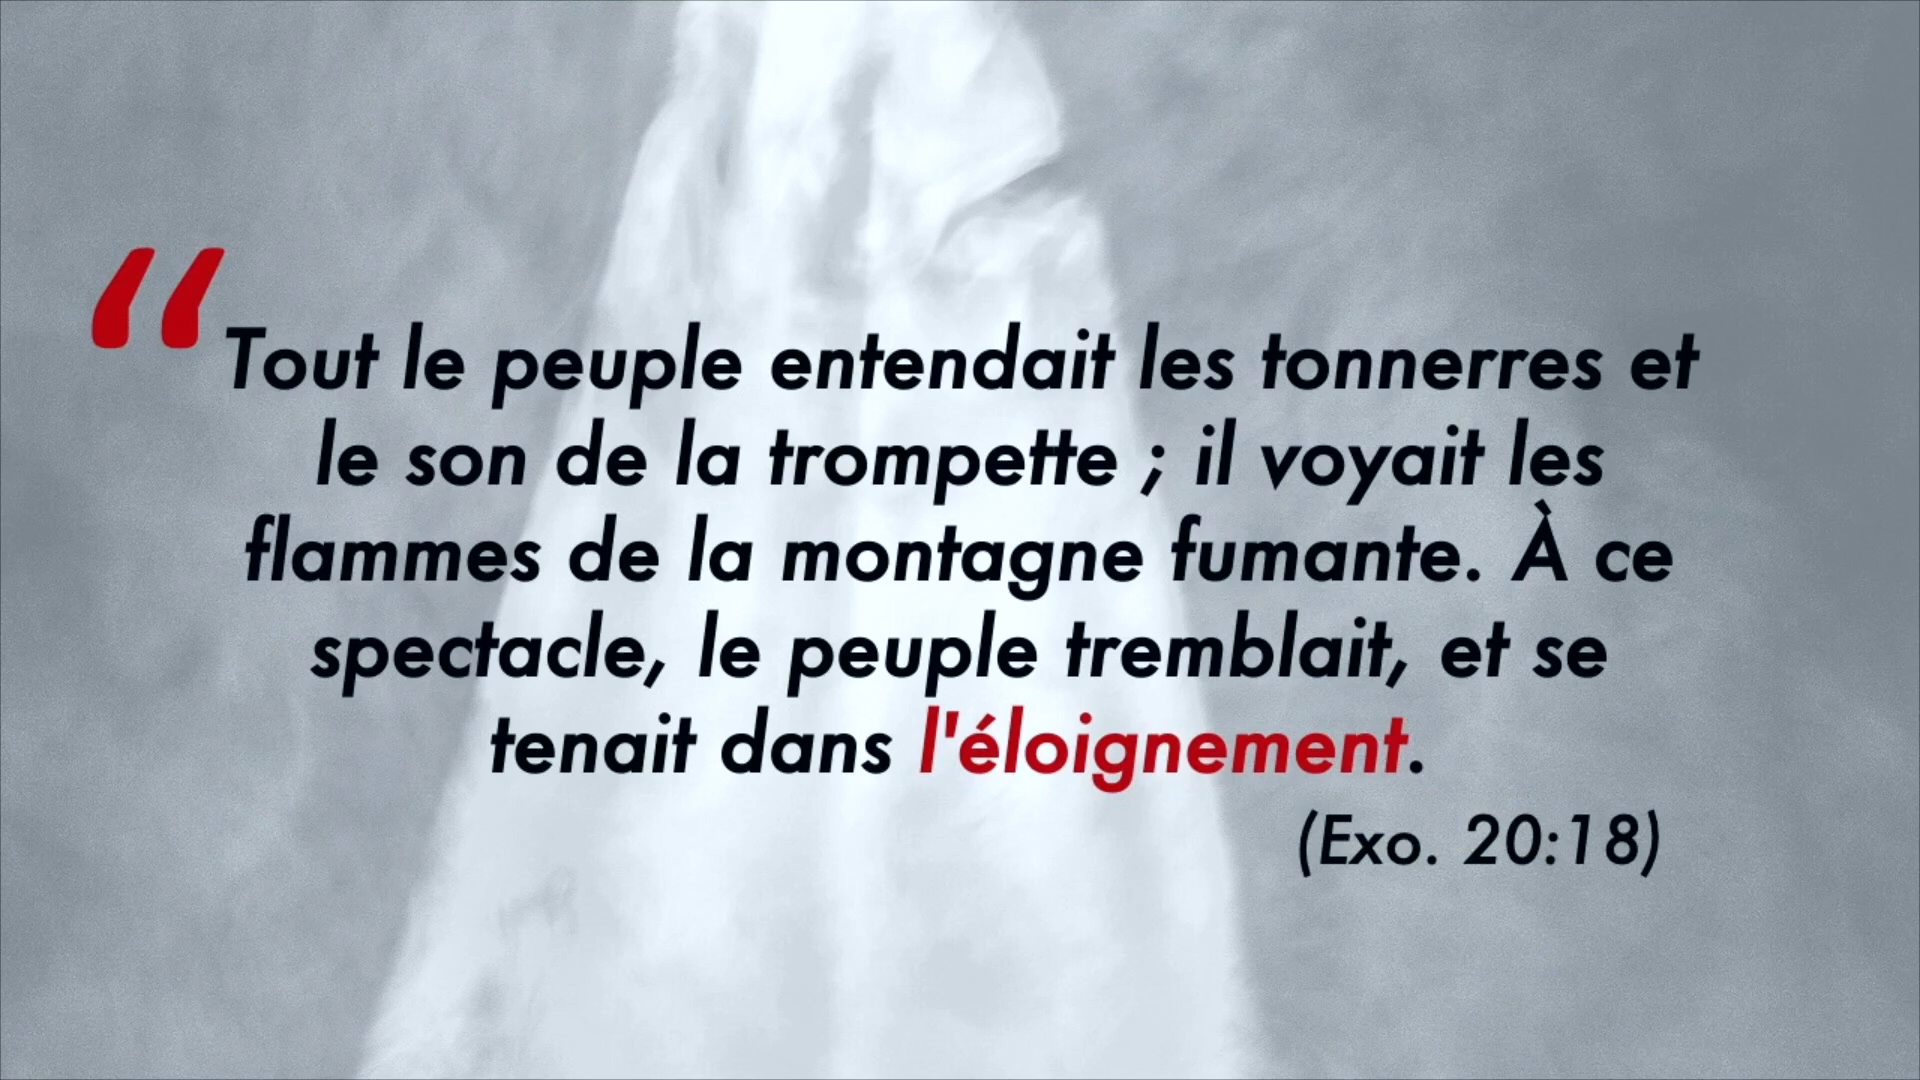 “Tout le peuple entendait les tonnerres et
le son de la trompette ; il voyait les
flammes de la montagne fumante. À ce
spectacle, le peuple tremblait, et se
tenait dans l'éloignement.
(Exo. 20:18)